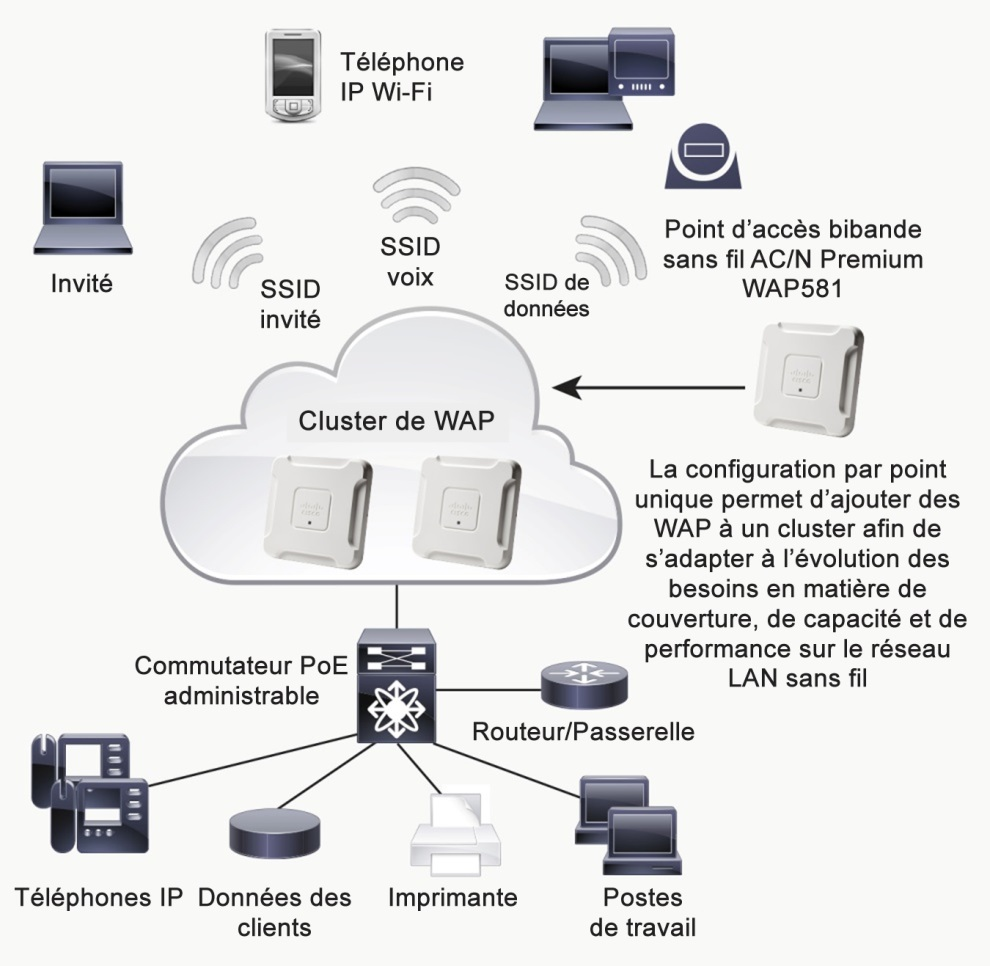 Téléphone
IP Wi-Fi
Invité
SSID
invité
SSID
voix
SSID de
données
Point d’accès bibande
sans fil AC/N Premium
WAP581
Cluster de WAP
La configuration par point
unique permet d’ajouter des
WAP à un cluster afin de
s’adapter à l’évolution des
besoins en matière de
couverture, de capacité et de
performance sur le réseau
LAN sans fil
Commutateur PoE
administrable
Routeur/Passerelle
Téléphones IP
Données des
clients
Imprimante
Postes
de travail